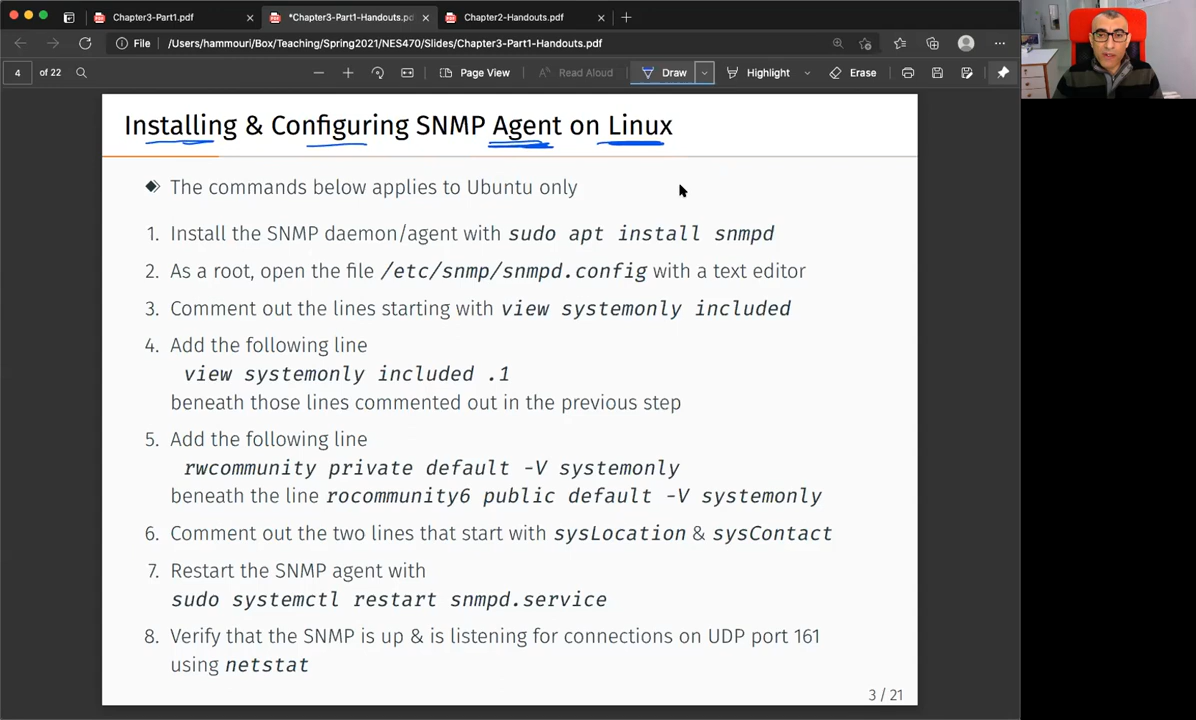 Chapter3-Part1.pdf
*Chapter3-Part1-Handouts.pd
Chapter2-Handouts.pdf
File
/Users/hammouri/Box/Teaching/Spring2021/NES470/Slides/Chapter3-Part1-Handouts.pdf
4 of 22
Page View
Read Aloud
Draw
Highlight
Erase
Installing & Configuring SNMP Agent on Linux
The commands below applies to Ubuntu only
1. Install the SNMP daemon/agent with sudo apt install snmpd
2. As a root, open the file /etc/snmp/snmpd.config with a text editor
3. Comment out the lines starting with view systemonly included
4. Add the following line
view systemonly included .1
beneath those lines commented out in the previous step
5. Add the following line
rwcommunity private default -V systemonly
beneath the line rocommunity6 public default -V systemonly
6. Comment out the two lines that start with sysLocation & sysContact
7. Restart the SNMP agent with
sudo systemctl restart snmpd.service
8. Verify that the SNMP is up & is listening for connections on UDP port 161
using netstat
3 / 21